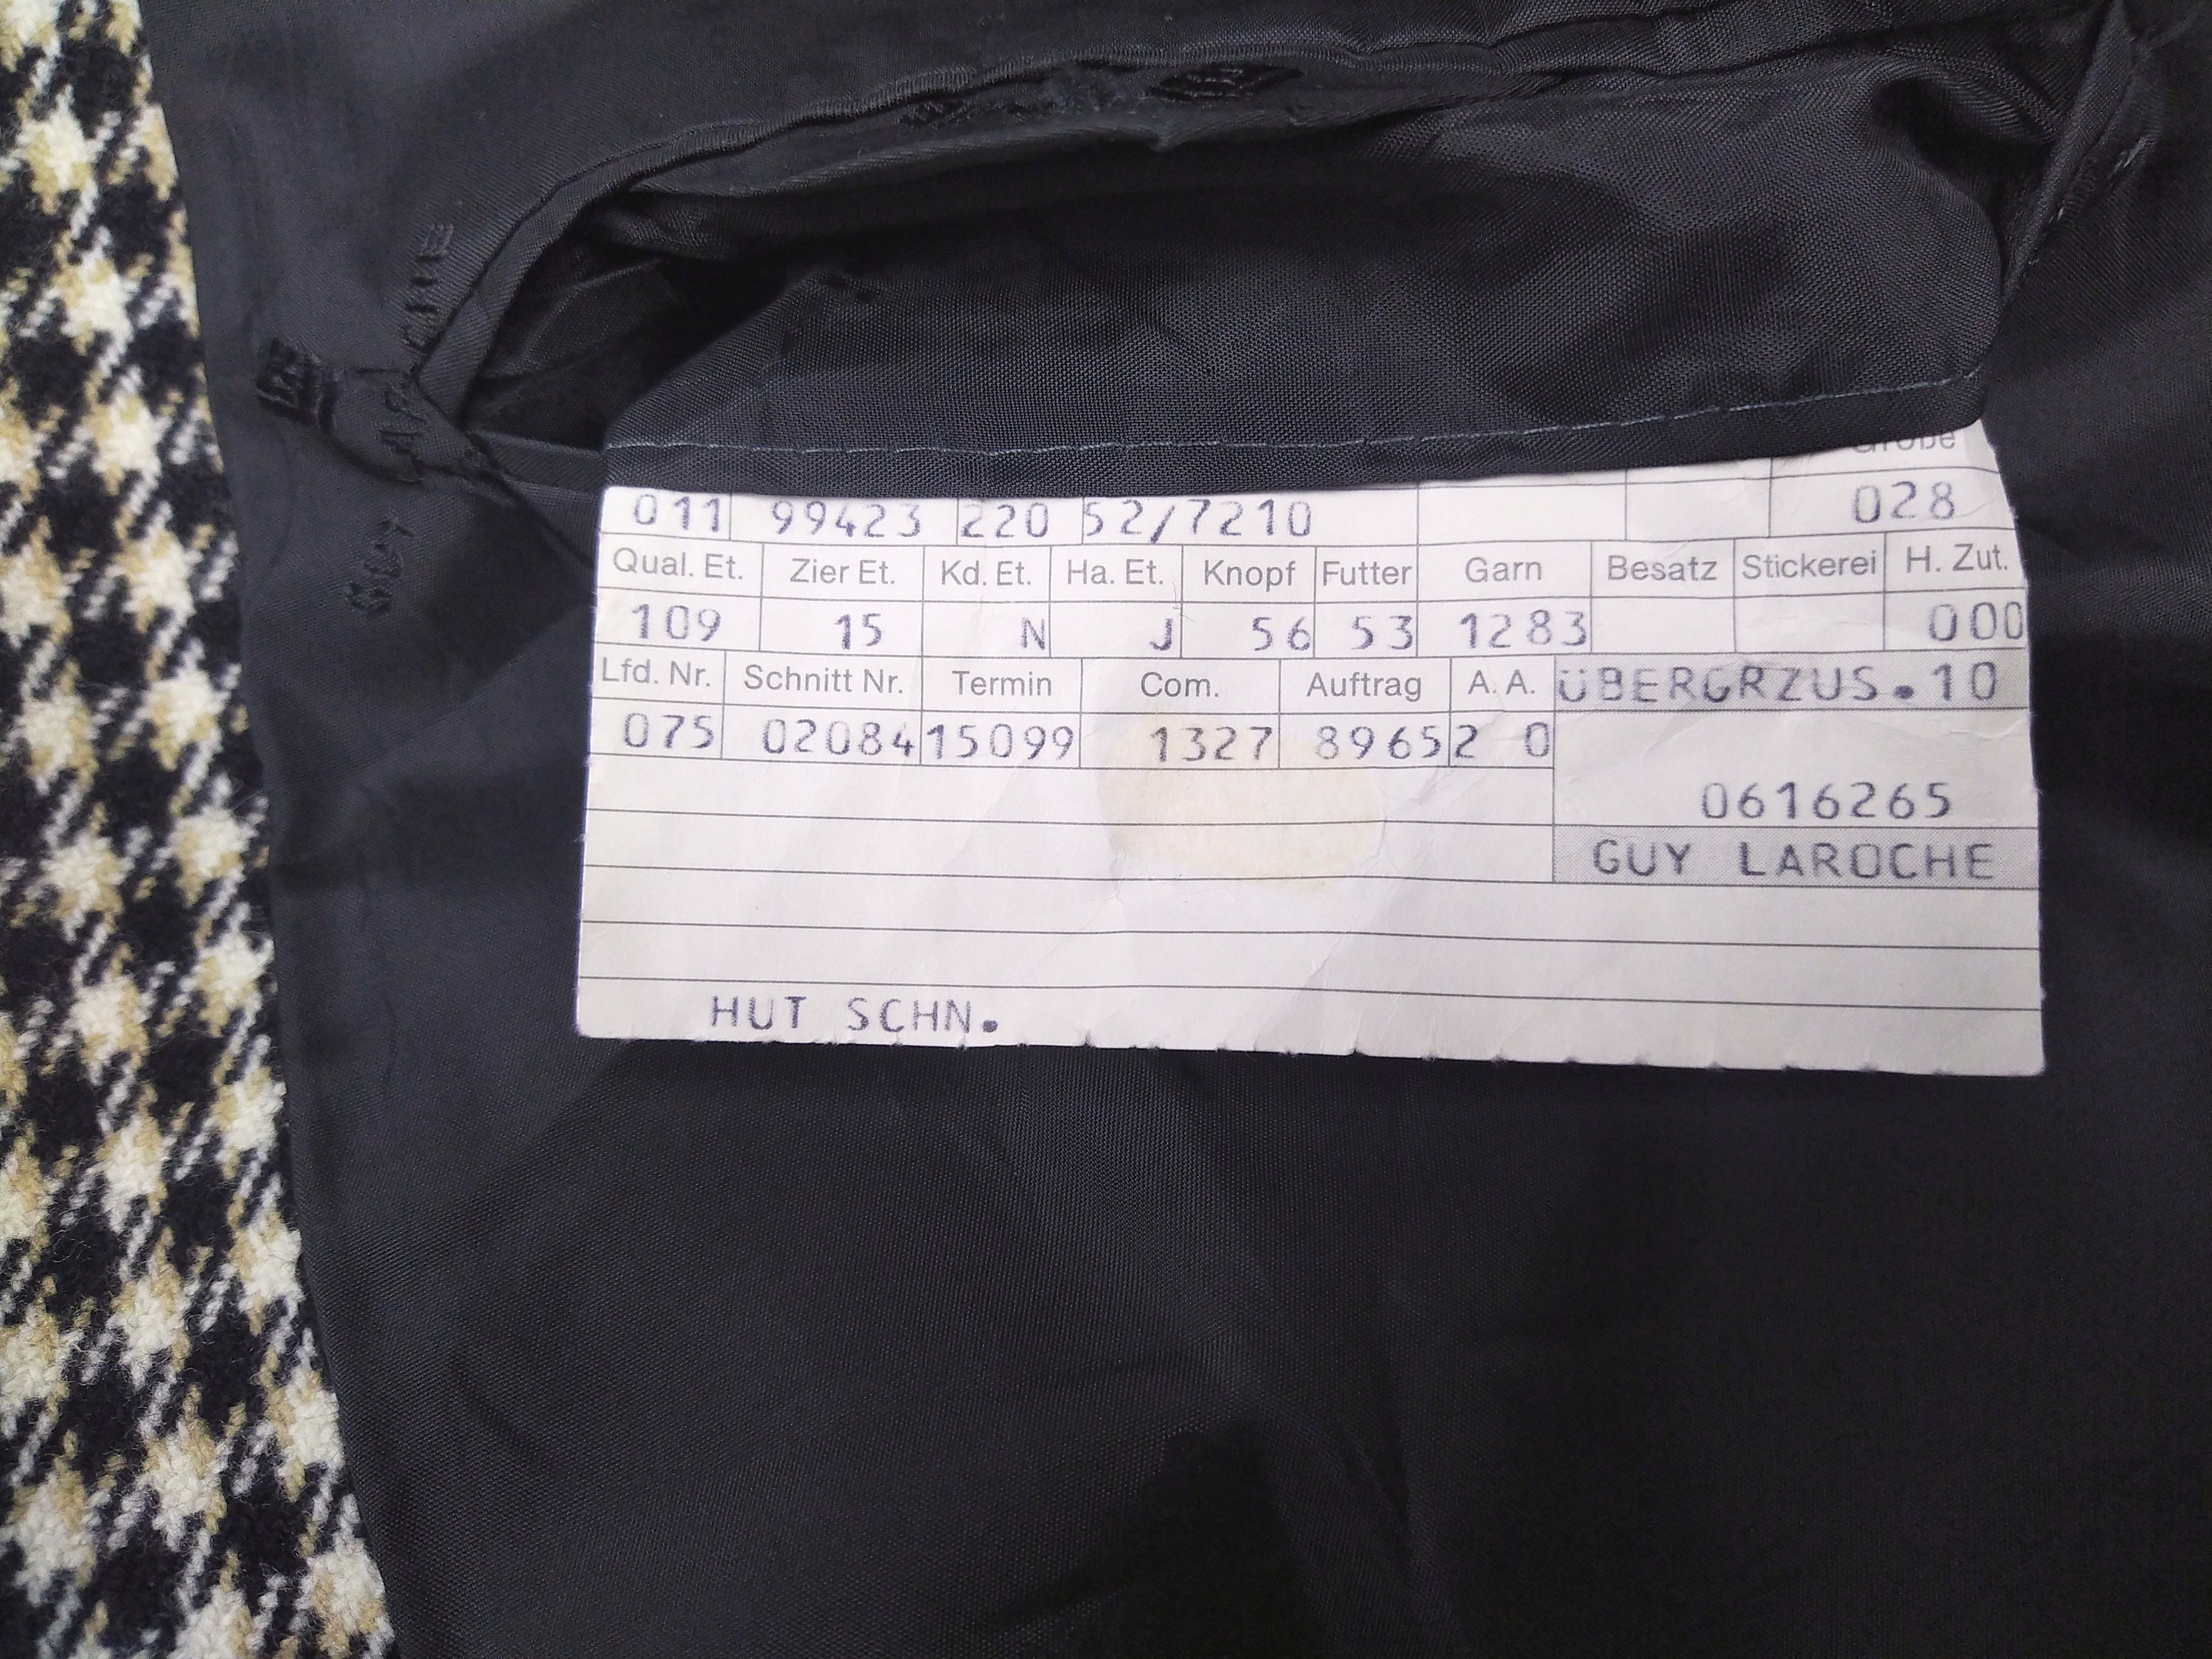 Größe
011 99423 220 52/7210 028
Qual. Et. Zier Et. Kd. Et. Ha. Et. Knopf Futter Garn Besatz Stickerei H. Zut.
109 15 N J 56 53 1283 000
Lfd. Nr. Schnitt Nr. Termin Com. Auftrag A. A. ÜBERGRZUS.10
075 02084 15099 1327 89652 0
0616265
GUY LAROCHE
HUT SCHN.
Guy Laroche